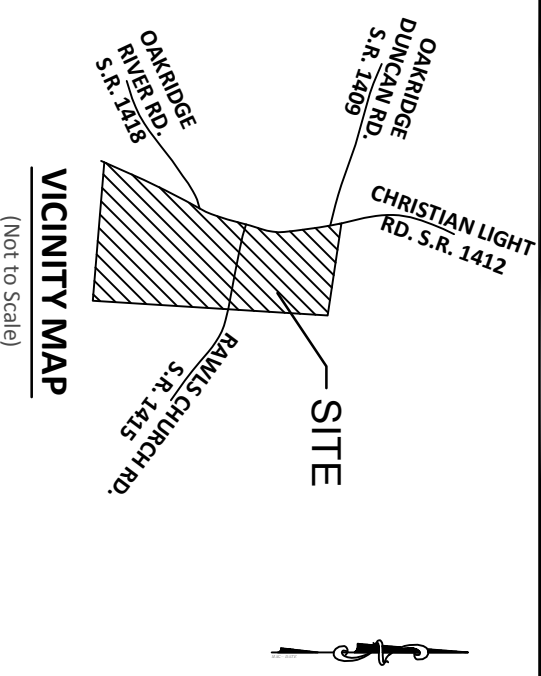 OAKRIDGE
DUNCAN RD.
S.R. 1409
CHRISTIAN LIGHT
RD. S.R. 1412
OAKRIDGE
RIVER RD.
S.R. 1418
RAWLS CHURCH RD.
S.R. 1415
SITE
VICINITY MAP
(Not to Scale)